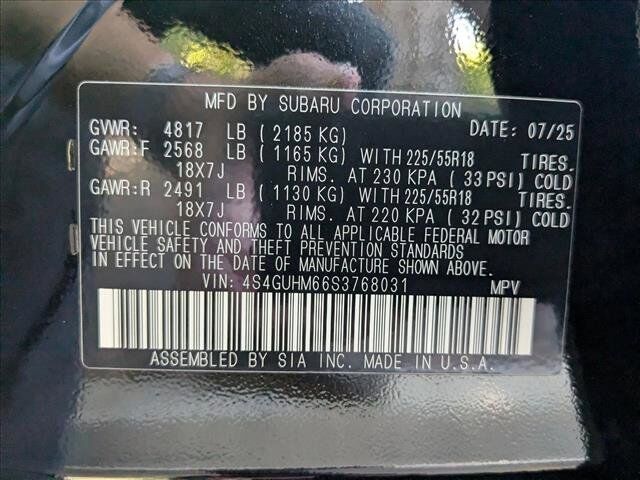 MFD BY SUBARU CORPORATION
GVWR: 4817 LB ( 2185 KG) DATE: 07/25
GAWR:F 2568 LB ( 1165 KG) WITH 225/55R18 TIRES.
18X7J RIMS. AT 230 KPA ( 33 PSI) COLD
GAWR:R 2491 LB ( 1130 KG) WITH 225/55R18 TIRES.
18X7J RIMS. AT 220 KPA ( 32 PSI) COLD
THIS VEHICLE CONFORMS TO ALL APPLICABLE FEDERAL MOTOR
VEHICLE SAFETY AND THEFT PREVENTION STANDARDS
IN EFFECT ON THE DATE OF MANUFACTURE SHOWN ABOVE.
VIN: 4S4GUHM66S3768031 MPV
ASSEMBLED BY SIA INC. MADE IN U.S.A.